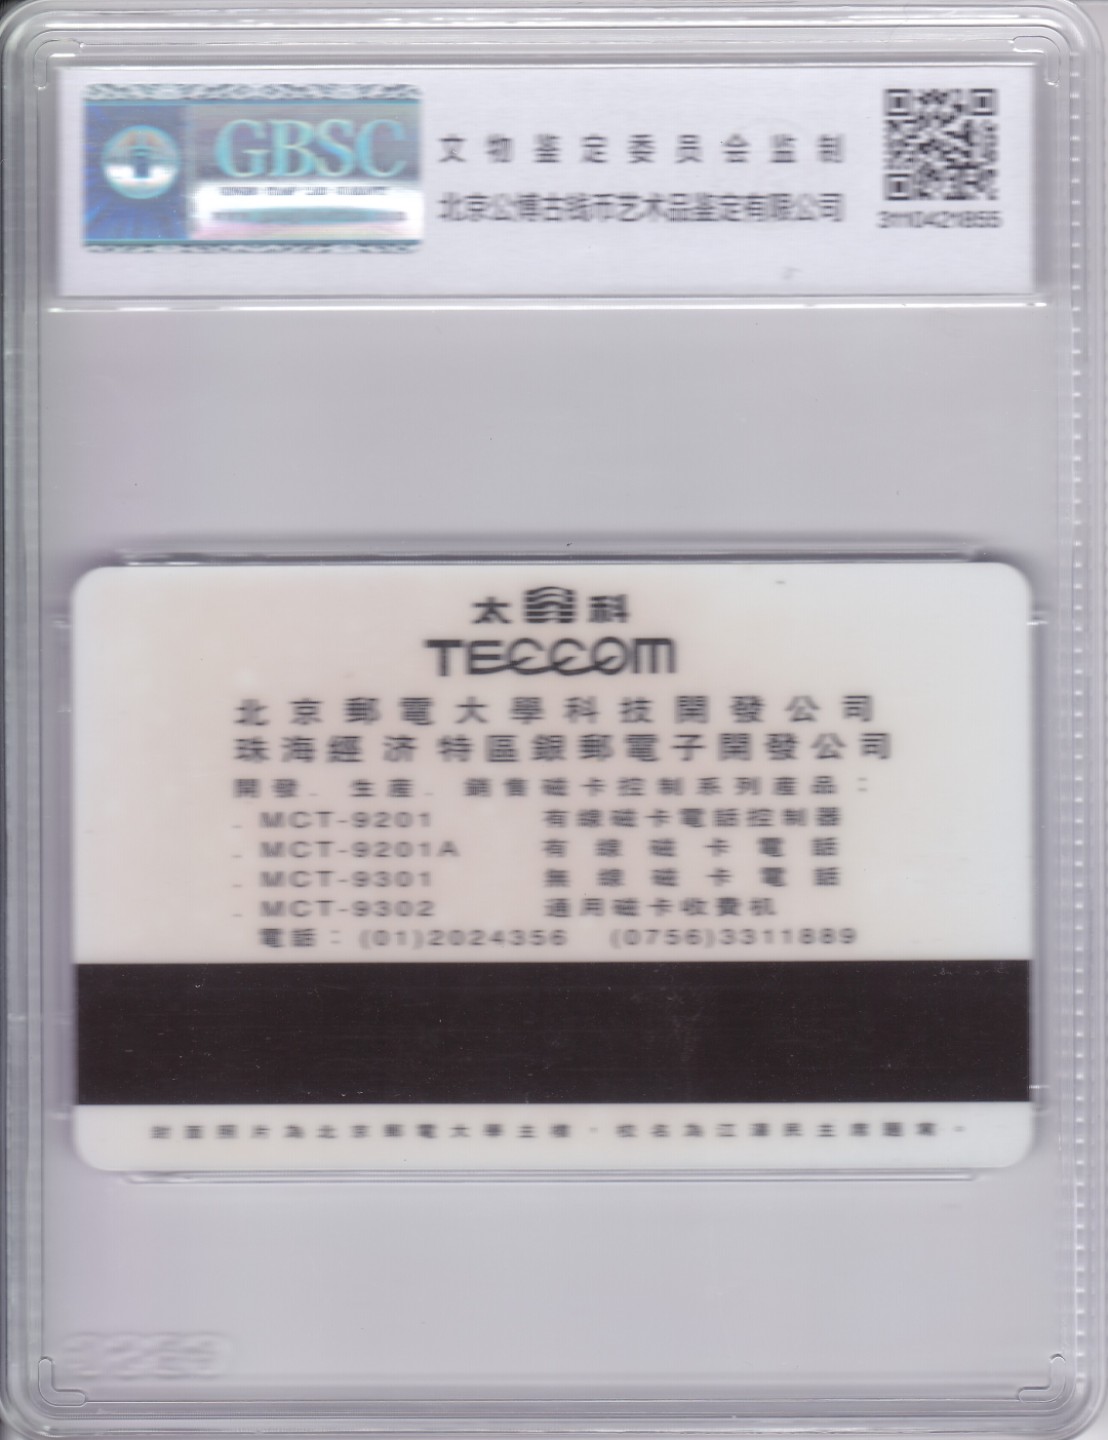 GBSC
文物鉴定委员会监制
北京公博古钱币艺术品鉴定有限公司
3110421855
太 科
TECCOM
北京郵電大學科技開發公司
珠海經济特區銀郵電子開發公司
開發．生産．銷售磁卡控制系列産品：
．MCT-9201 有線磁卡電話控制器
．MCT-9201A 有線磁卡電話
．MCT-9301 無線磁卡電話
．MCT-9302 通用磁卡收費机
電話：(01)2024356 (0756)3311889
封面照片為北京郵電大學主樓，校名為江澤民主席題寫。